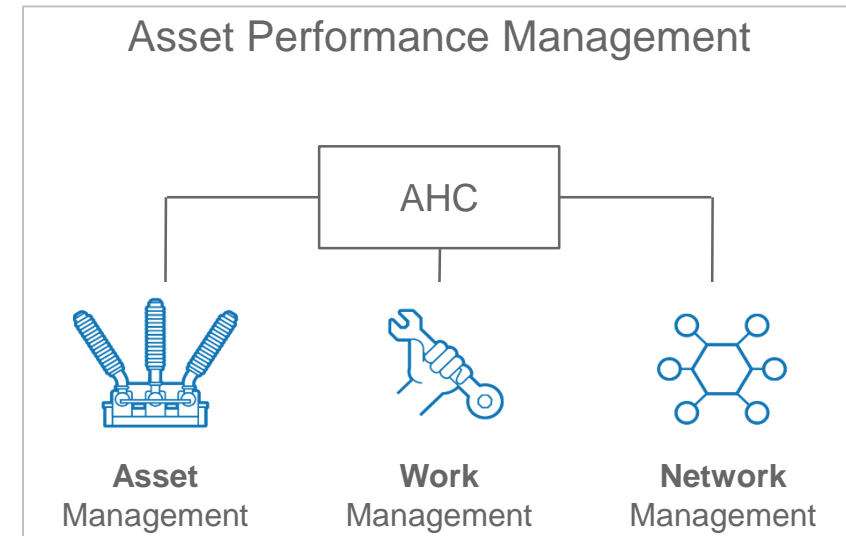 Asset Performance Management
AHC
Asset
Management
Work
Management
Network
Management